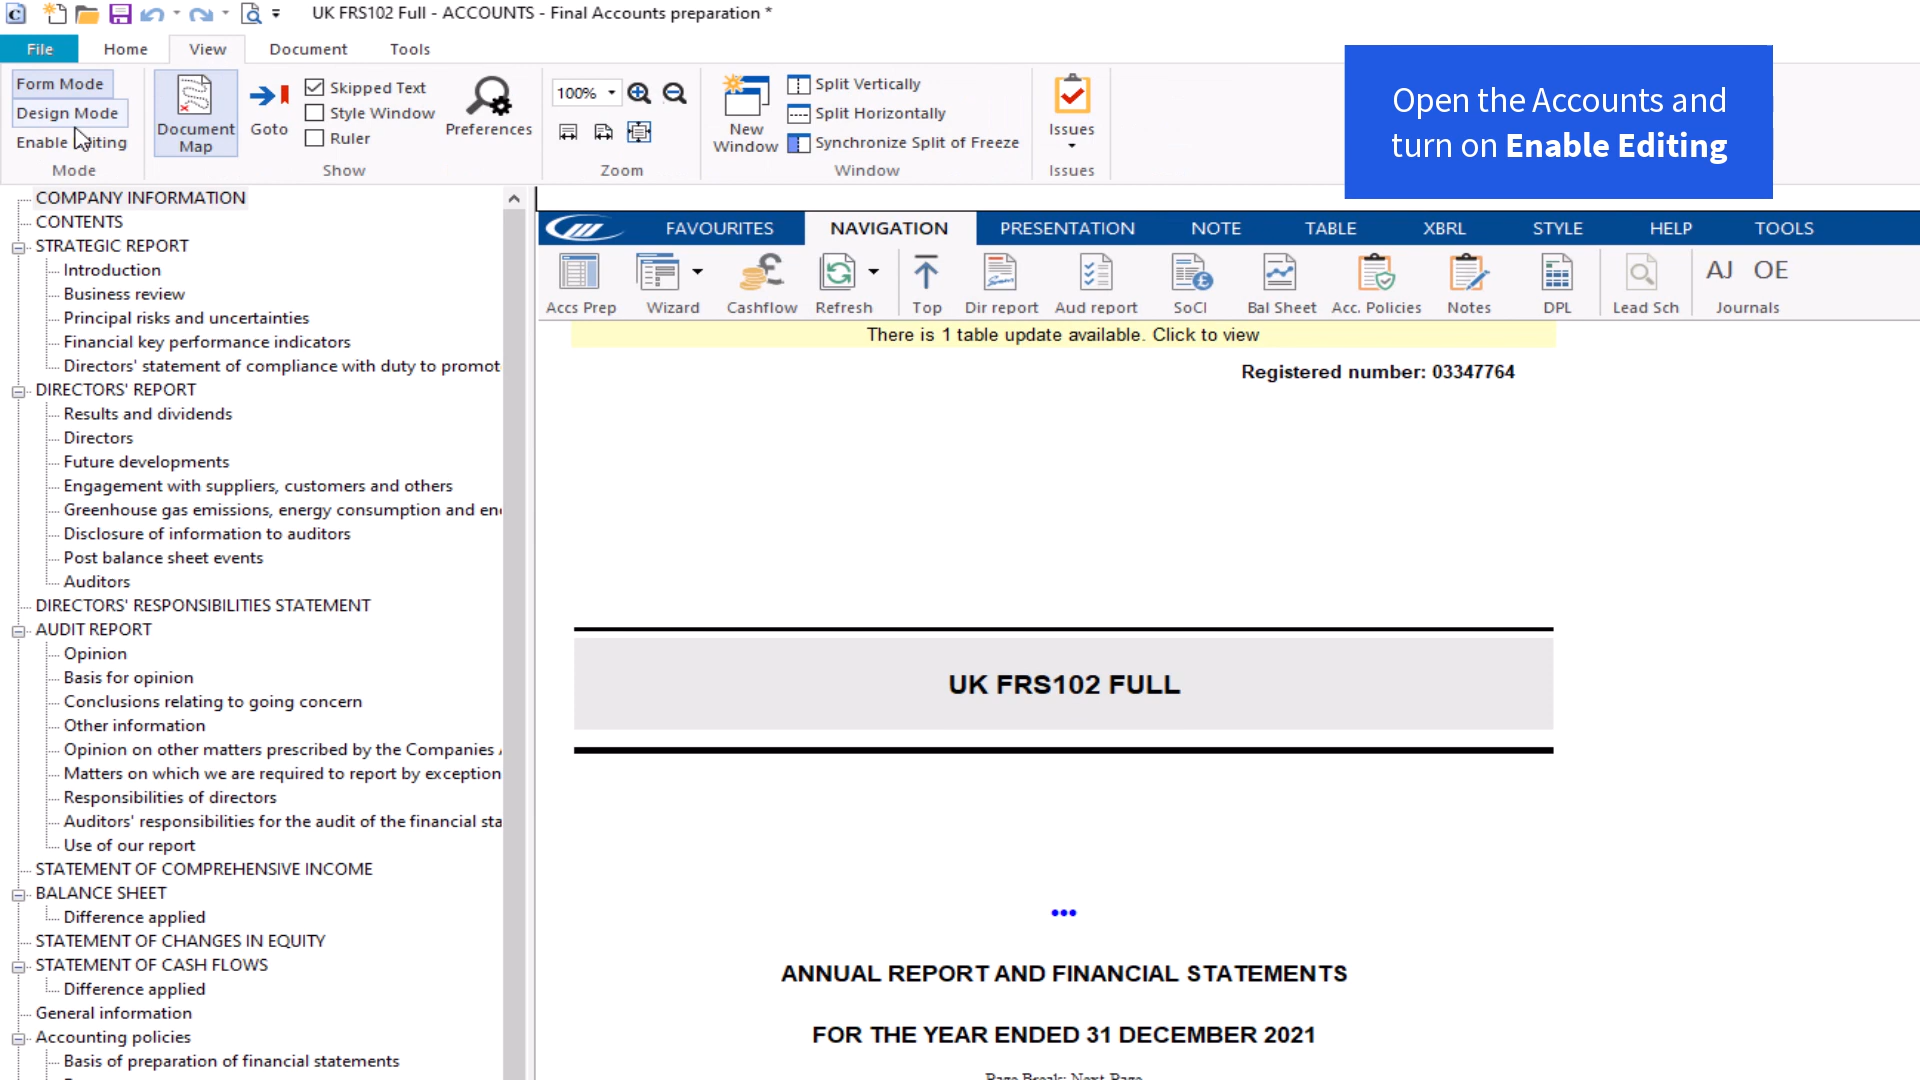 UK FRS102 Full - ACCOUNTS - Final Accounts preparation *
File Home View Document Tools
Form Mode
Design Mode
Enable Editing
Mode
Document
Map
Goto
Skipped Text
Style Window
Ruler
Preferences
Show
100%
Zoom
New
Window
Split Vertically
Split Horizontally
Synchronize Split of Freeze
Window
Issues
Issues
Open the Accounts and
turn on Enable Editing
COMPANY INFORMATION
CONTENTS
STRATEGIC REPORT
Introduction
Business review
Principal risks and uncertainties
Financial key performance indicators
Directors' statement of compliance with duty to promot
DIRECTORS' REPORT
Results and dividends
Directors
Future developments
Engagement with suppliers, customers and others
Greenhouse gas emissions, energy consumption and en
Disclosure of information to auditors
Post balance sheet events
Auditors
DIRECTORS' RESPONSIBILITIES STATEMENT
AUDIT REPORT
Opinion
Basis for opinion
Conclusions relating to going concern
Other information
Opinion on other matters prescribed by the Companies
Matters on which we are required to report by exception
Responsibilities of directors
Auditors' responsibilities for the audit of the financial sta
Use of our report
STATEMENT OF COMPREHENSIVE INCOME
BALANCE SHEET
Difference applied
STATEMENT OF CHANGES IN EQUITY
STATEMENT OF CASH FLOWS
Difference applied
General information
Accounting policies
Basis of preparation of financial statements
FAVOURITES NAVIGATION PRESENTATION NOTE TABLE XBRL STYLE HELP TOOLS
AJ OE
Accs Prep Wizard Cashflow Refresh Top Dir report Aud report SoCI Bal Sheet Acc. Policies Notes DPL Lead Sch Journals
There is 1 table update available. Click to view
Registered number: 03347764
UK FRS102 FULL
•••
ANNUAL REPORT AND FINANCIAL STATEMENTS
FOR THE YEAR ENDED 31 DECEMBER 2021
Page Break: Next Page